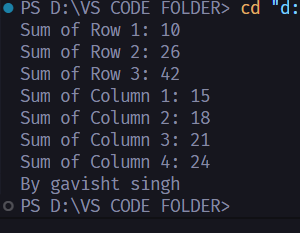 PS D:\VS CODE FOLDER> cd "d:
Sum of Row 1: 10
Sum of Row 2: 26
Sum of Row 3: 42
Sum of Column 1: 15
Sum of Column 2: 18
Sum of Column 3: 21
Sum of Column 4: 24
By gavisht singh
PS D:\VS CODE FOLDER>